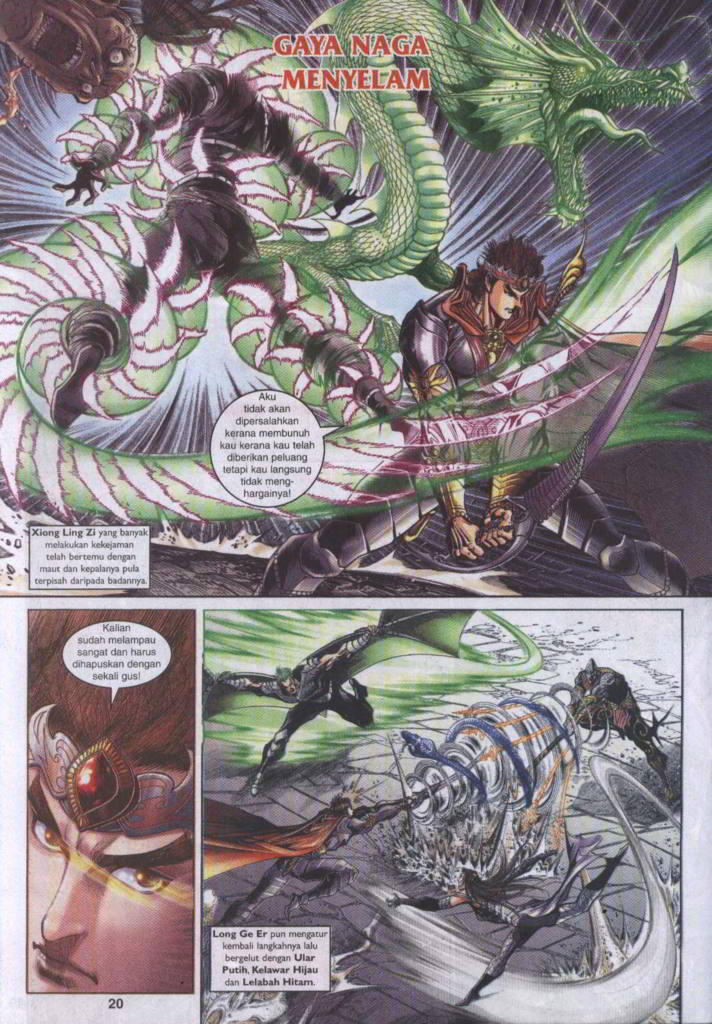 GAYA NAGA
MENYELAM
Aku
tidak akan
dipersalahkan
kerana membunuh
kau kerana kau telah
diberikan peluang
tetapi kau langsung
tidak meng-
hargainya!
Xiong Ling Zi yang banyak
melakukan kekejaman
telah bertemu dengan
maut dan kepalanya pula
terpisah daripada badannya.
Kalian
sudah melampau
sangat dan harus
dihapuskan dengan
sekali gus!
Long Ge Er pun mengatur
kembali langkahnya lalu
bergelut dengan Ular
Putih, Kelawar Hijau
dan Lelabah Hitam.
20